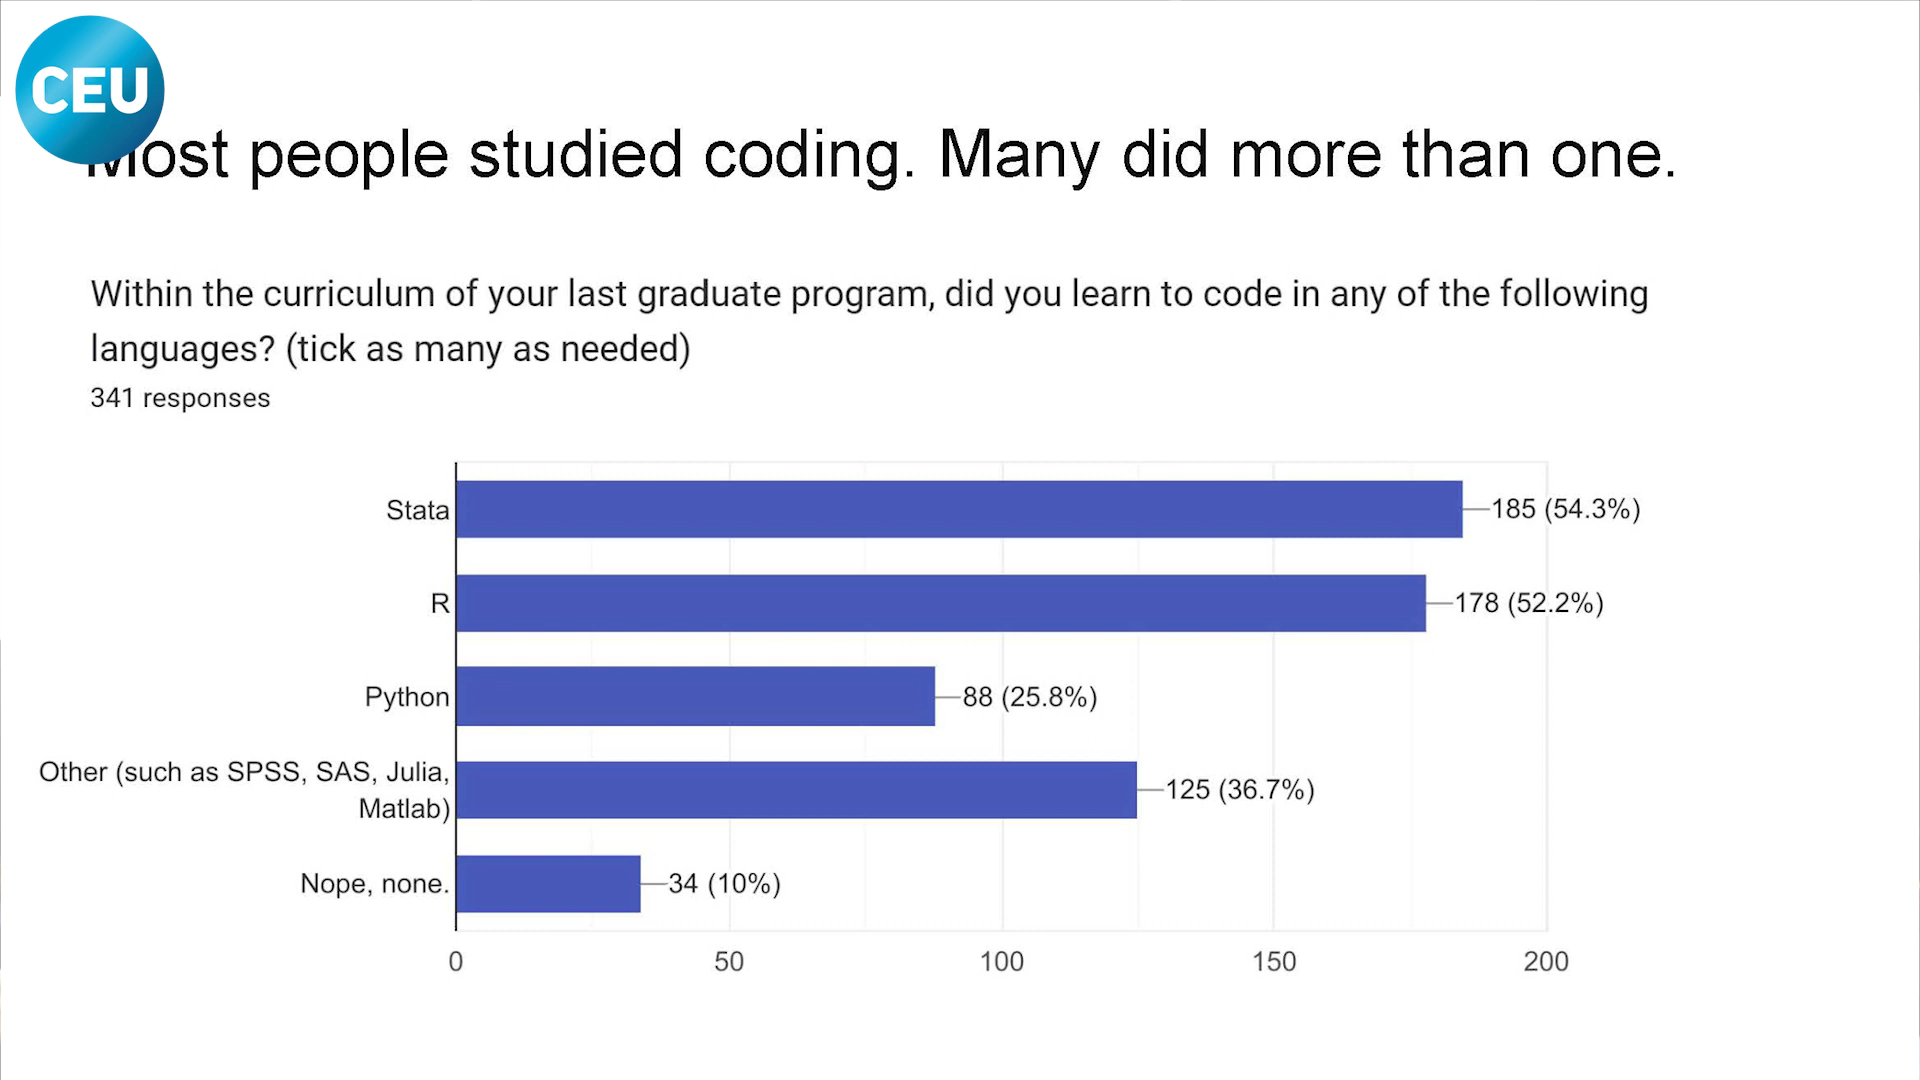 CEU
Most people studied coding. Many did more than one.
Within the curriculum of your last graduate program, did you learn to code in any of the following
languages? (tick as many as needed)
341 responses
Stata
185 (54.3%)
R
178 (52.2%)
Python
88 (25.8%)
Other (such as SPSS, SAS, Julia,
Matlab)
125 (36.7%)
Nope, none.
34 (10%)
0 50 100 150 200